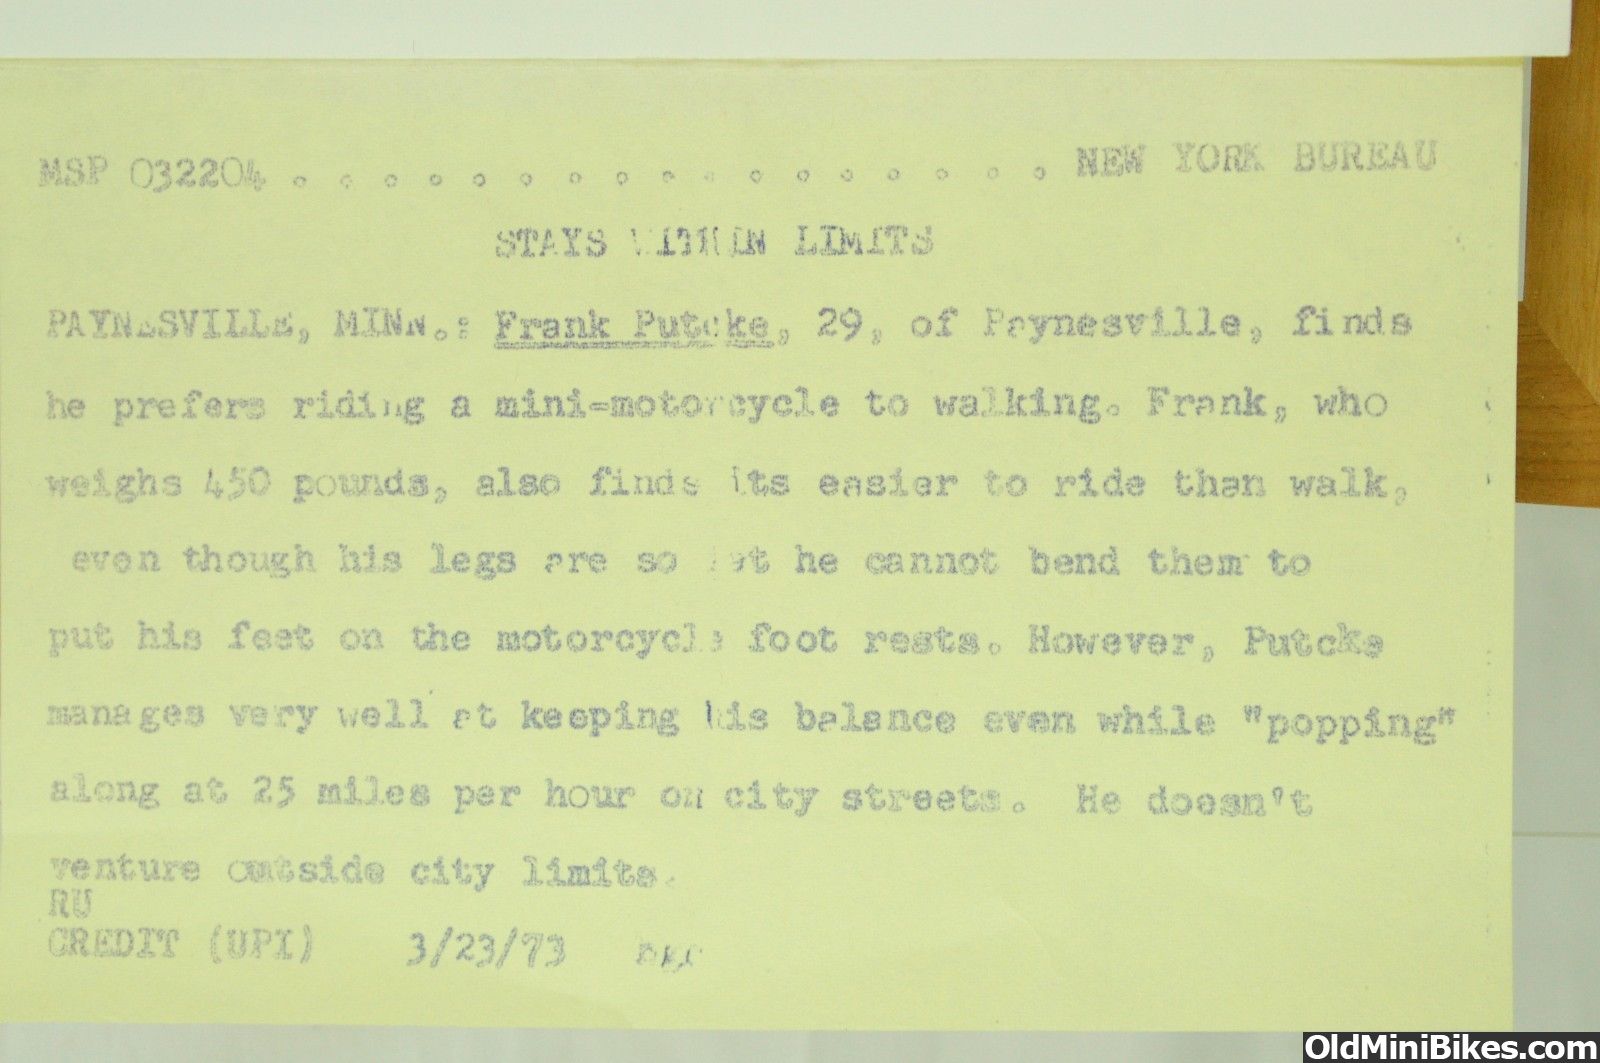 MSP 032204 . . . . . . . . . . . . . . . . . NEW YORK BUREAU
STAYS WITHIN LIMITS
PAYNESVILLE, MINN.: Frank Putcke, 29, of Paynesville, finds
he prefers riding a mini-motorcycle to walking. Frank, who
weighs 450 pounds, also finds its easier to ride than walk,
even though his legs are so fat he cannot bend them to
put his feet on the motorcycle foot rests. However, Putcke
manages very well at keeping his balance even while "popping"
along at 25 miles per hour on city streets. He doesn't
venture outside city limits.
RU
CREDIT (UPI) 3/23/73
OldMiniBikes.com